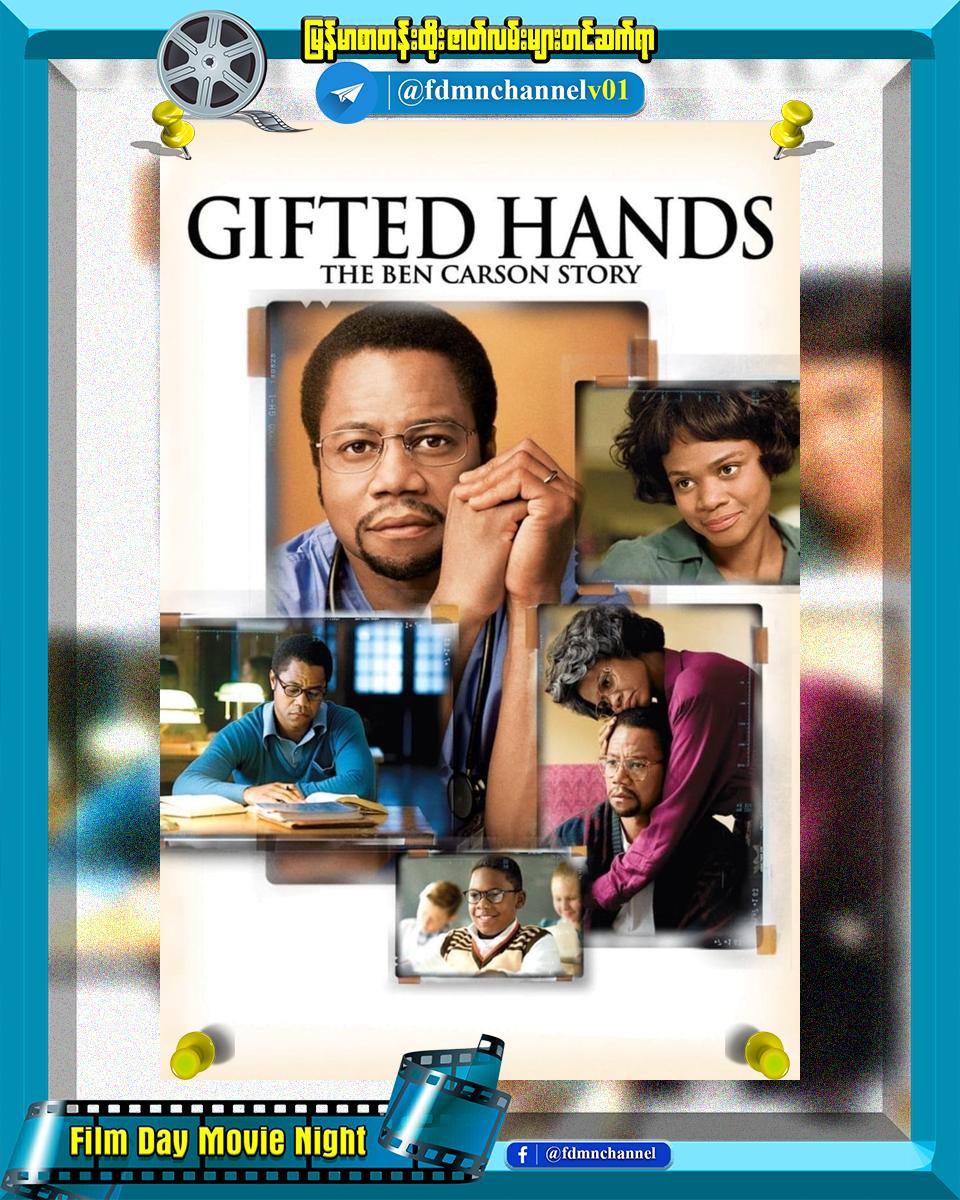 မြန်မာစာတန်းထိုးဇာတ်လမ်းများတင်ဆက်ရာ
@fdmnchannelv01
GIFTED HANDS
THE BEN CARSON STORY
Film Day Movie Night
@fdmnchannel